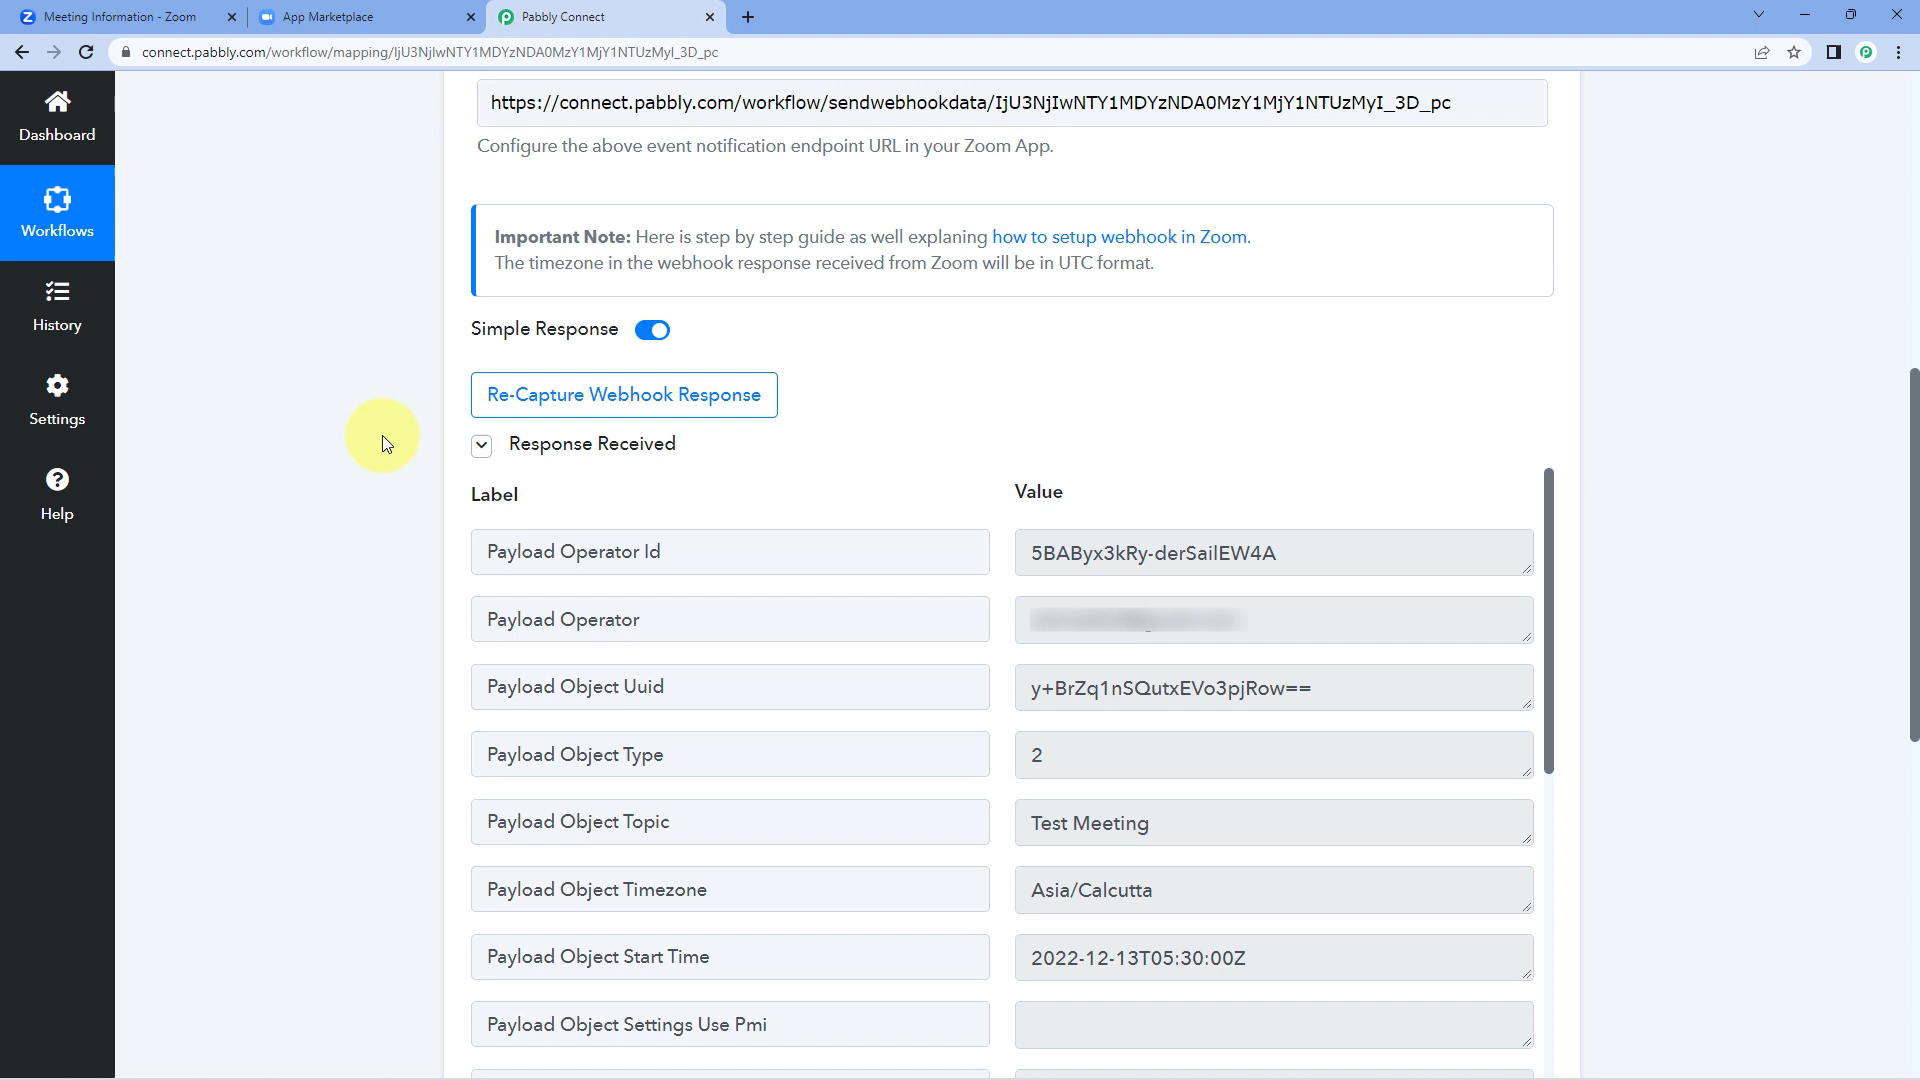 Meeting Information - Zoom
App Marketplace
Pabbly Connect
connect.pabbly.com/workflow/mapping/IjU3NjIwNTY1MDYzNDA0MzY1MjY1NTUzMyI_3D_pc
Dashboard
Workflows
History
Settings
Help
https://connect.pabbly.com/workflow/sendwebhookdata/IjU3NjIwNTY1MDYzNDA0MzY1MjY1NTUzMyI_3D_pc
Configure the above event notification endpoint URL in your Zoom App.
Important Note: Here is step by step guide as well explaning how to setup webhook in Zoom.
The timezone in the webhook response received from Zoom will be in UTC format.
Simple Response
Re-Capture Webhook Response
Response Received
Label Value
Payload Operator Id 5BAByx3kRy-derSailEW4A
Payload Operator
Payload Object Uuid y+BrZq1nSQutxEVo3pjRow==
Payload Object Type 2
Payload Object Topic Test Meeting
Payload Object Timezone Asia/Calcutta
Payload Object Start Time 2022-12-13T05:30:00Z
Payload Object Settings Use Pmi